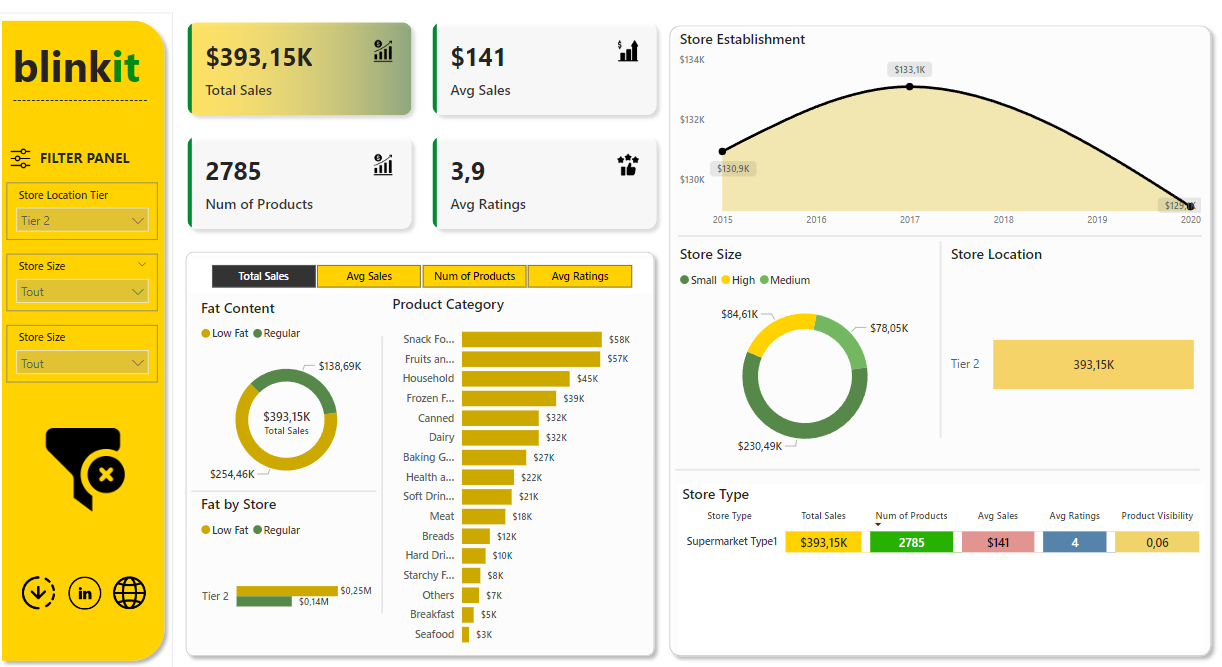 blinkit
FILTER PANEL
Store Location Tier
Tier 2
Store Size
Tout
Store Size
Tout
in
$393,15K
Total Sales
$141
Avg Sales
2785
Num of Products
3,9
Avg Ratings
Total Sales Avg Sales Num of Products Avg Ratings
Fat Content
Low Fat Regular
$138,69K
$393,15K
Total Sales
$254,46K
Fat by Store
Low Fat Regular
Tier 2
$0,25M
$0,14M
Product Category
Snack Fo... $58K
Fruits an... $57K
Household $45K
Frozen F... $39K
Canned $32K
Dairy $32K
Baking G... $27K
Health a... $22K
Soft Drin... $21K
Meat $18K
Breads $12K
Hard Dri... $10K
Starchy F... $8K
Others $7K
Breakfast $5K
Seafood $3K
Store Establishment
$134K
$133,1K
$132K
$130,9K
$130K
2015 2016 2017 2018 2019 2020
Store Size
Small High Medium
$84,61K
$78,05K
$230,49K
Store Location
Tier 2 393,15K
Store Type
Store Type Total Sales Num of Products Avg Sales Avg Ratings Product Visibility
Supermarket Type1 $393,15K 2785 $141 4 0,06